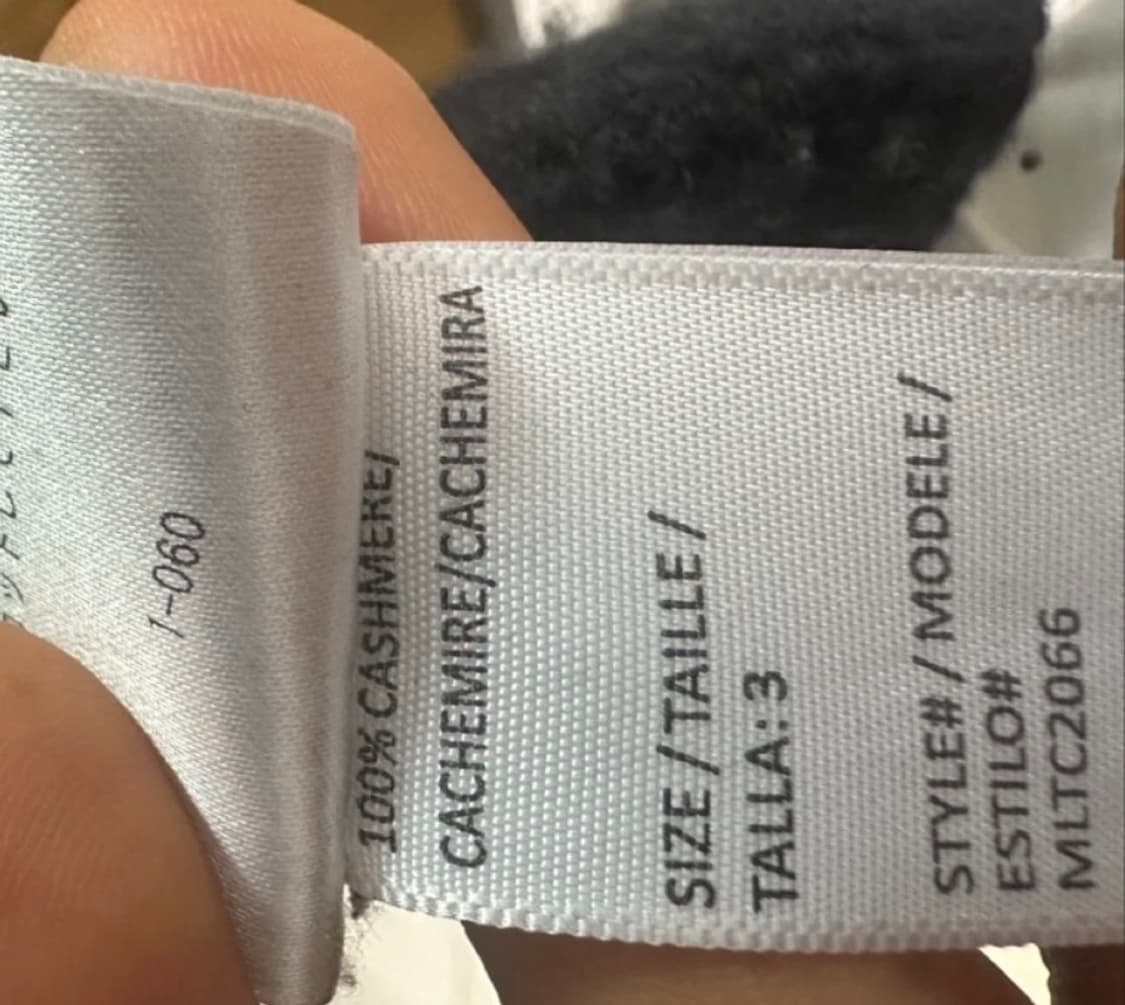 1-060
100% CASHMERE/
CACHEMIRE/CACHEMIRA
SIZE / TAILLE /
TALLA: 3
STYLE# / MODELE /
ESTILO#
MLTC2066